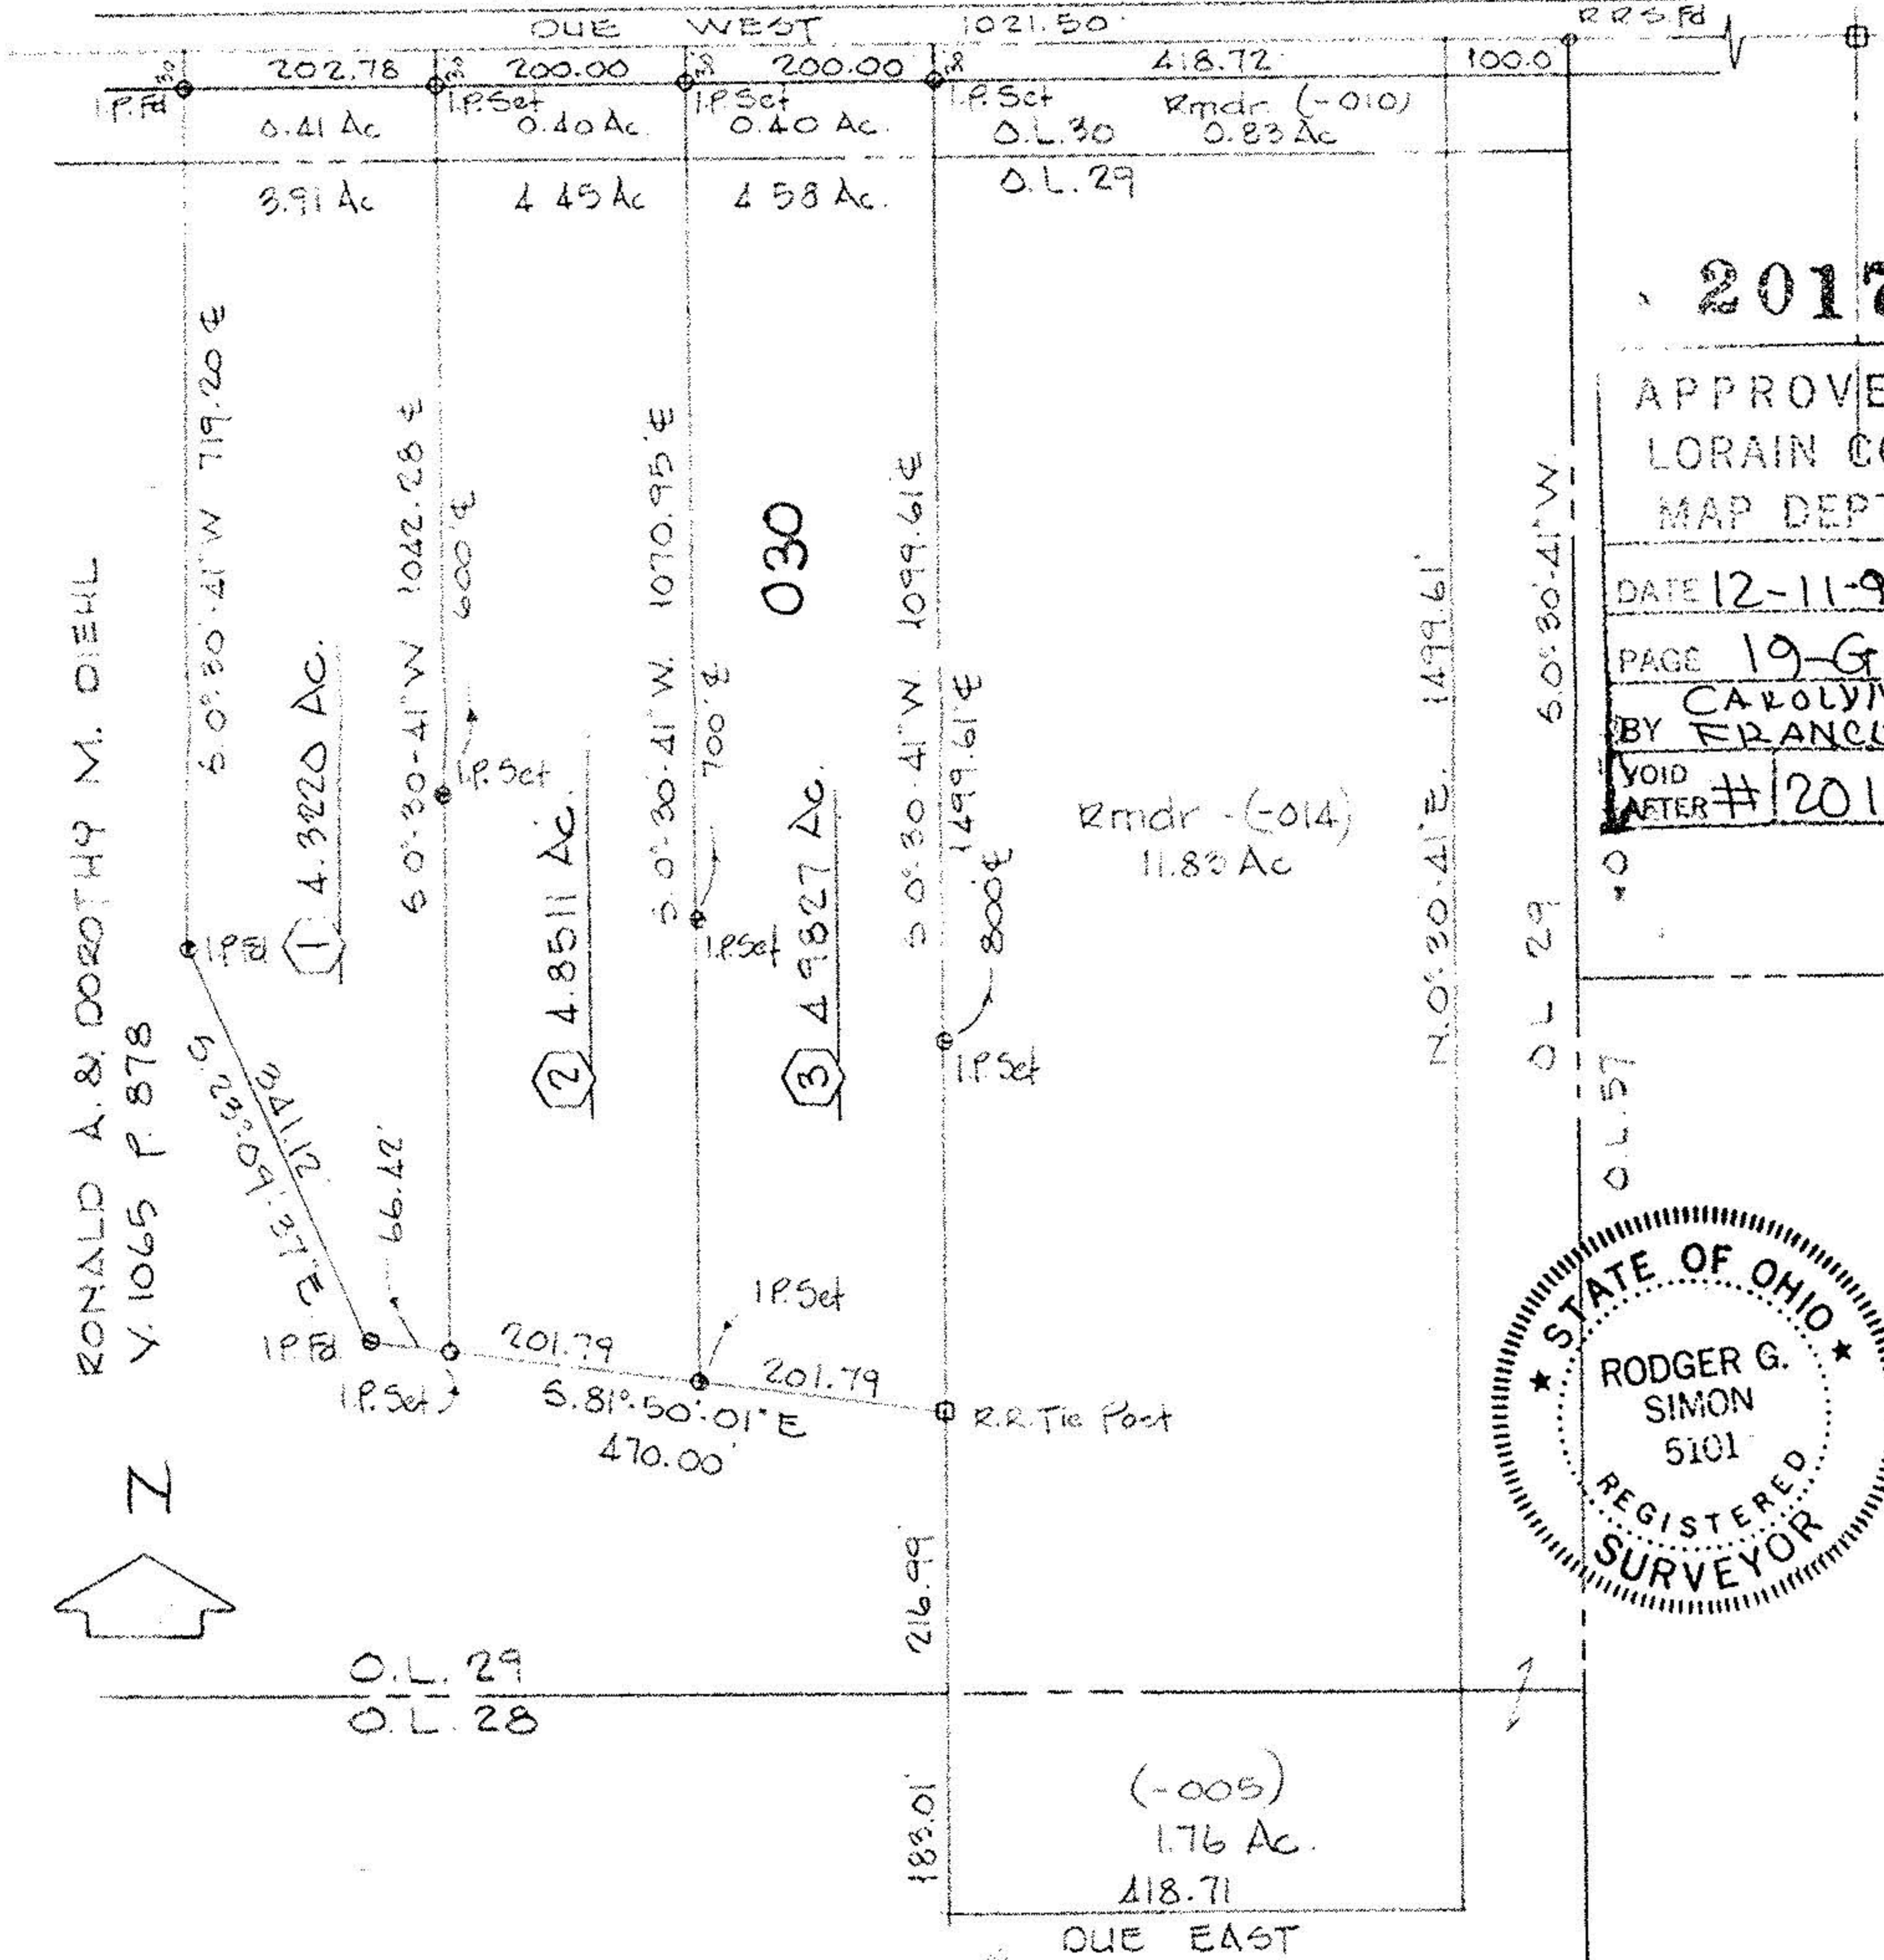 DUE WEST 1021.50'
R.R.S. Fd
30 202.78 30 200.00 30 200.00 418.72 100.0
I.P. Fd I.P. Set I.P. Set I.P. Set Rmdr. (-010)
0.41 Ac 0.40 Ac. 0.40 Ac. O.L. 30 0.83 Ac
3.91 Ac 4.45 Ac 4.58 Ac. O.L. 29
S.0°-30'-41" W 719.20 ₵
S.0°-30'-41" W 1042.28 ₵
600' ₵
S.0°-30'-41" W. 1070.95' ₵
700' ₵
030
S.0°-30'-41" W. 1099.61 ₵
1499.61' ₵
800' ₵
N.0°-30'-41" E. 1499.61'
S.0°-30'-41" W.
2017
APPROVE
LORAIN CO
MAP DEPT
DATE 12-11-9
PAGE 19-G
BY CAROLYN
FRANCO
VOID
AFTER # 201
RONALD A. & DOROTHY M. DIEHL
V. 1065 P. 878
1 4.3220 Ac.
2 4.8511 Ac.
3 4.9827 Ac.
I.P. Set
I.P. Set
I.P. Fd
I.P. Set
Rmdr - (-014)
11.83 Ac
O L 29
O.L. 57
S.23°-09'-37" E.
66.42'
I.P. Set
I.P. Fd
I.P. Set
201.79
201.79
S.81°-50'-01" E
470.00'
R.R. Tie Post
N
216.99'
O.L. 29
O.L. 28
183.01'
(-005)
1.76 Ac.
418.71
DUE EAST
STATE OF OHIO
RODGER G.
SIMON
5101
REGISTERED
SURVEYOR